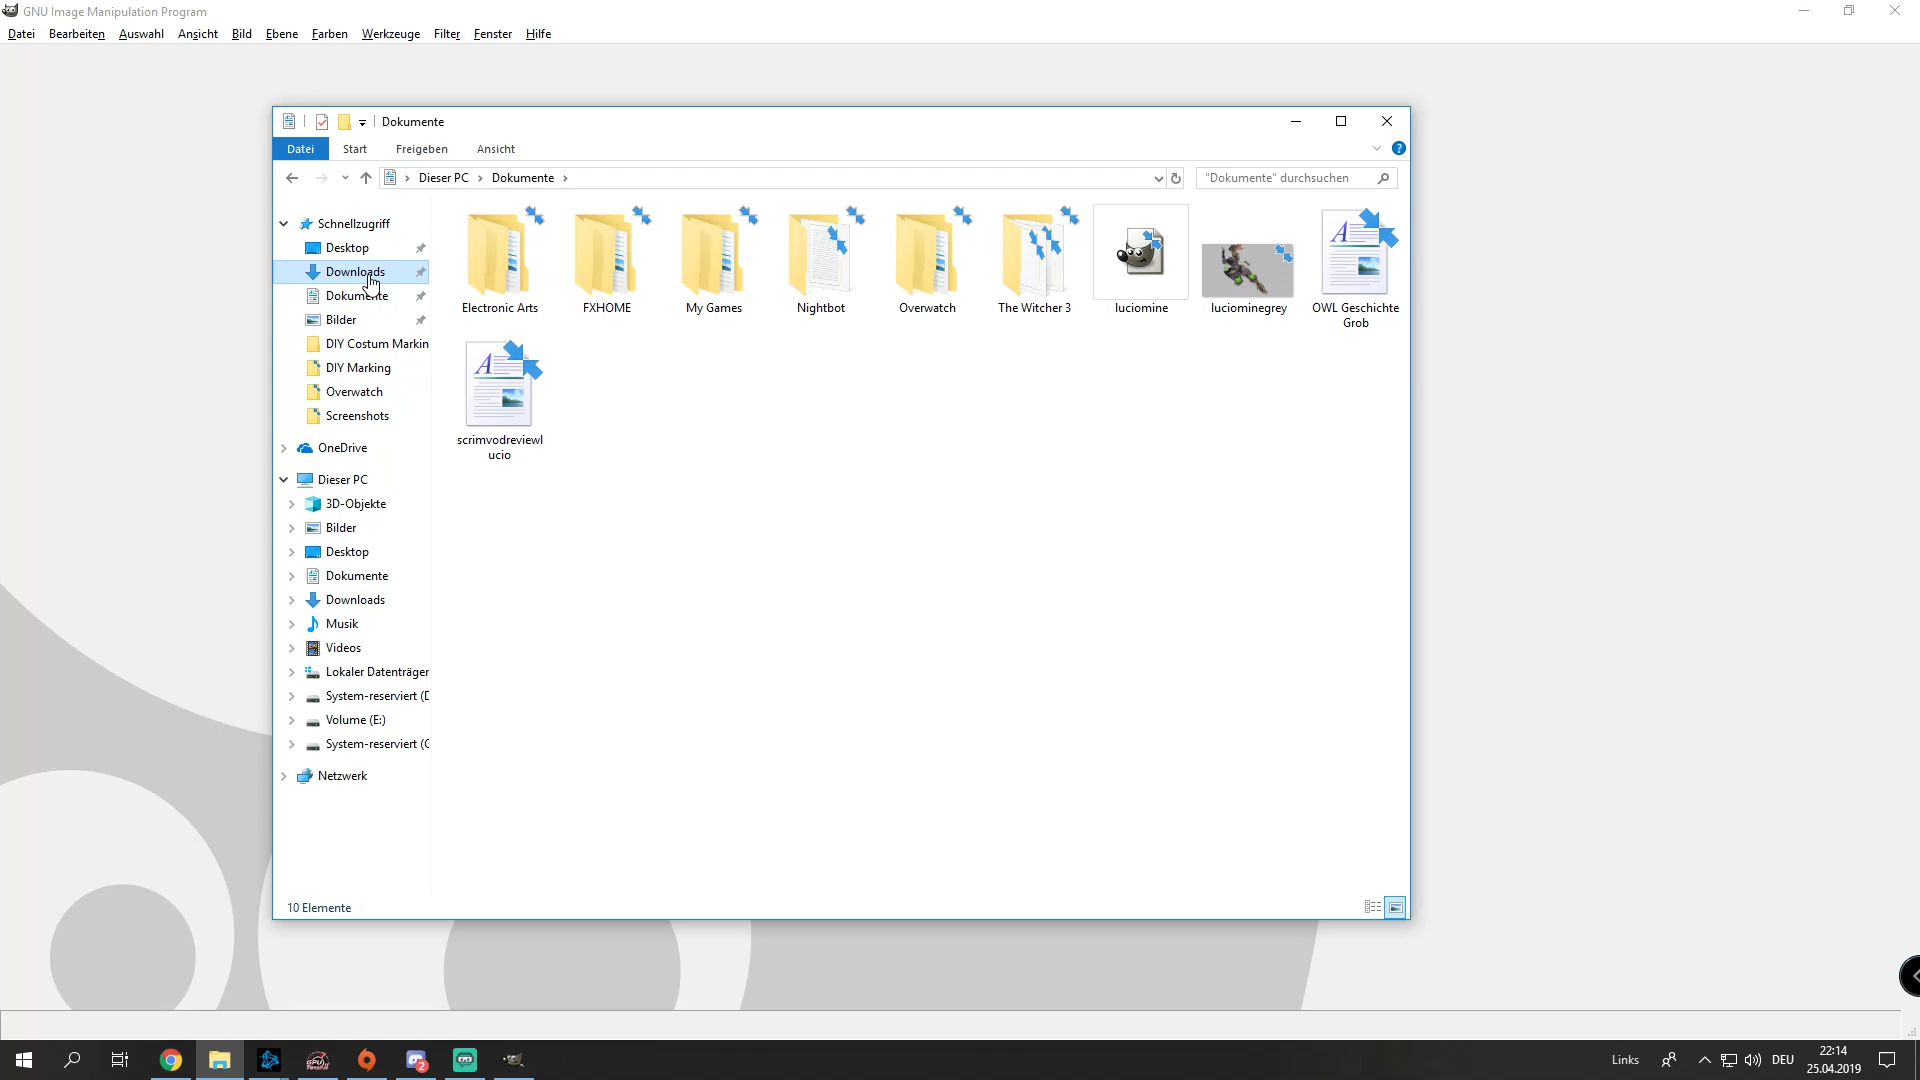 GNU Image Manipulation Program
Datei Bearbeiten Auswahl Ansicht Bild Ebene Farben Werkzeuge Filter Fenster Hilfe
Dokumente
Datei Start Freigeben Ansicht
Dieser PC Dokumente
"Dokumente" durchsuchen
Schnellzugriff
Desktop
Downloads
Dokumente
Bilder
DIY Costum Markin
DIY Marking
Overwatch
Screenshots
OneDrive
Dieser PC
3D-Objekte
Bilder
Desktop
Dokumente
Downloads
Musik
Videos
Lokaler Datenträger
System-reserviert (D
Volume (E:)
System-reserviert (G
Netzwerk
Electronic Arts
FXHOME
My Games
Nightbot
Overwatch
The Witcher 3
luciomine
luciominegrey
OWL Geschichte
Grob
scrimvodreviewl
ucio
10 Elemente
2
Links
DEU
22:14
25.04.2019